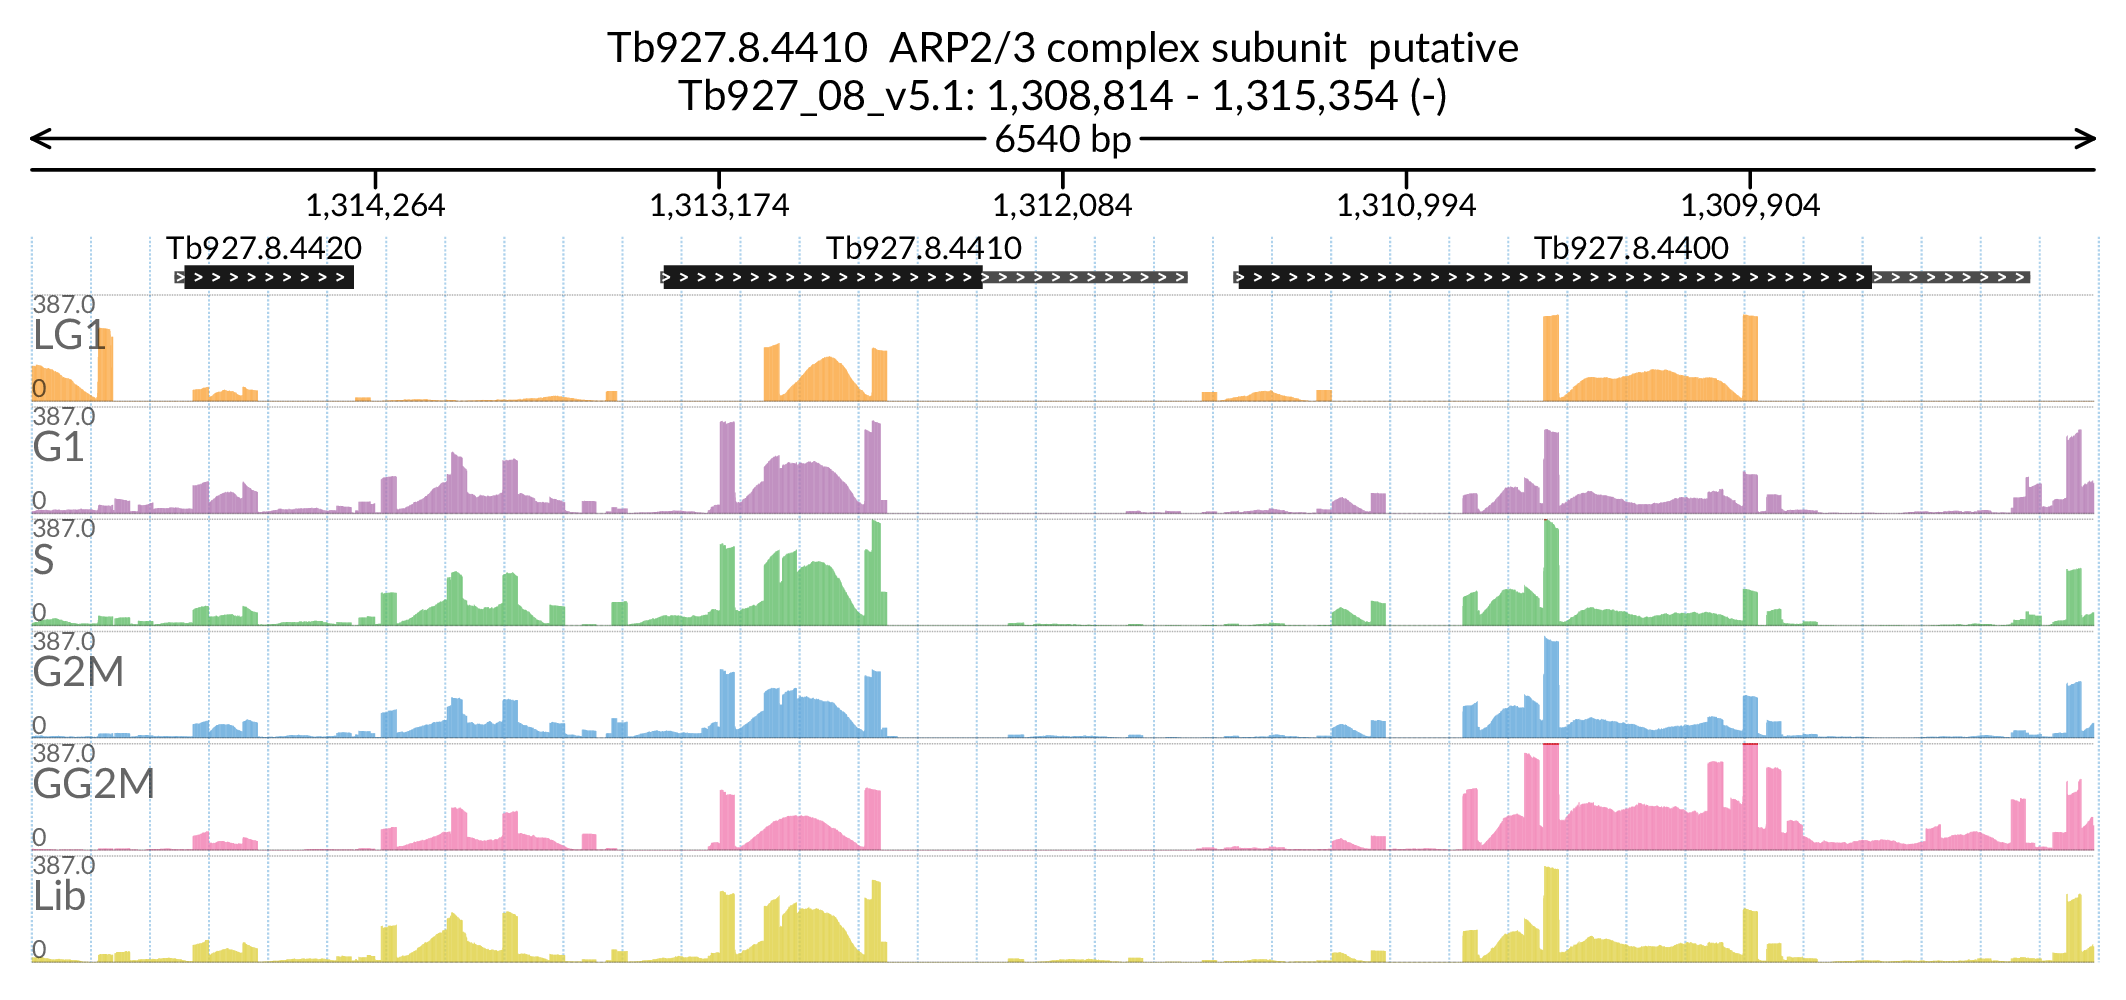 Tb927.8.4410  ARP2/3 complex subunit  putative
Tb927_08_v5.1: 1,308,814 - 1,315,354 (-)
6540 bp
1,314,264 1,313,174 1,312,084 1,310,994 1,309,904
Tb927.8.4420 Tb927.8.4410 Tb927.8.4400
387.0
LG1
0
387.0
G1
0
387.0
S
0
387.0
G2M
0
387.0
GG2M
0
387.0
Lib
0